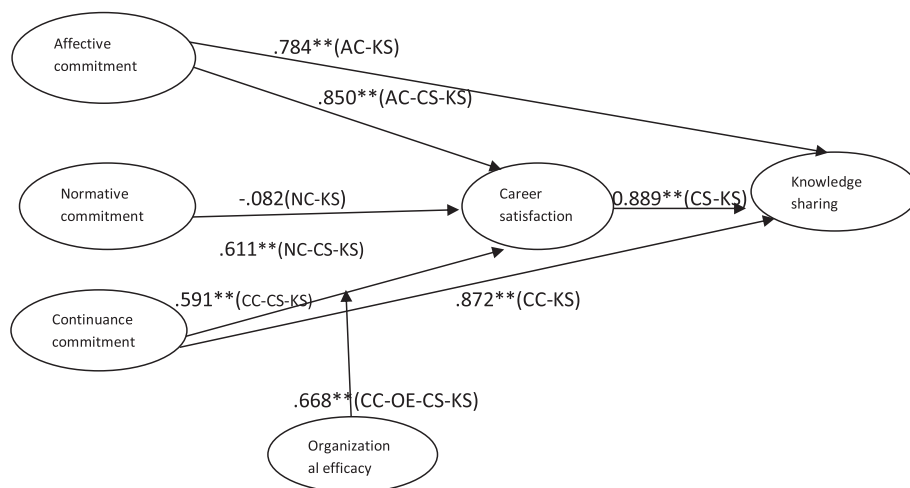 Affective
commitment
.784**(AC-KS)
.850**(AC-CS-KS)
Normative
commitment
-.082(NC-KS)
Career
satisfaction
0.889**(CS-KS)
Knowledge
sharing
.611**(NC-CS-KS)
.591**(CC-CS-KS)
.872**(CC-KS)
Continuance
commitment
.668**(CC-OE-CS-KS)
Organization
al efficacy